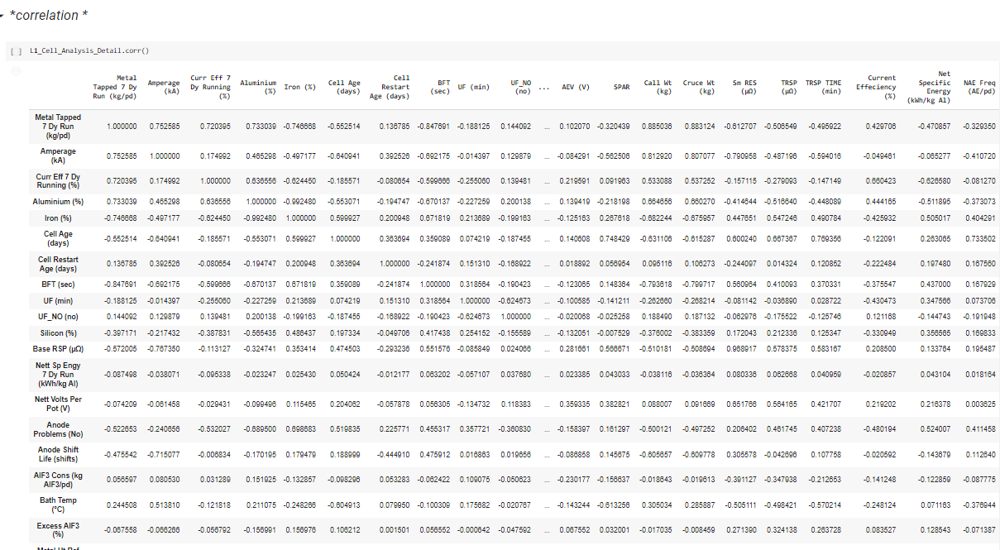 *correlation *
[ ] L1_Cell_Analysis_Detail.corr()
Metal Tapped 7 Dy Run (kg/pd) Amperage (kA) Curr Eff 7 Dy Running (%) Aluminium (%) Iron (%) Cell Age (days) Cell Restart Age (days) BFT (sec) UF (min) UF_NO (no) ... AEV (V) SPAR Call Wt (kg) Cruce Wt (kg) Sm RES (µΩ) TRSP (µΩ) TRSP TIME (min) Current Effeciency (%) Net Specific Energy (kWh/kg Al) NAE Freq (AE/pd)
Metal Tapped 7 Dy Run (kg/pd) 1.000000 0.752585 0.720395 0.733039 -0.746668 -0.552514 0.136785 -0.847691 -0.188125 0.144092 ... 0.102070 -0.320439 0.885036 0.883124 -0.612707 -0.506549 -0.495922 0.429706 -0.470857 -0.329350
Amperage (kA) 0.752585 1.000000 0.174992 0.465298 -0.497177 -0.640941 0.392526 -0.692175 -0.014397 0.129879 ... -0.084291 -0.562506 0.812920 0.807077 -0.790958 -0.487196 -0.594016 -0.049461 -0.065277 -0.410720
Curr Eff 7 Dy Running (%) 0.720395 0.174992 1.000000 0.636556 -0.624450 -0.185571 -0.080654 -0.599666 -0.255060 0.139481 ... 0.219591 0.091963 0.533088 0.537252 -0.157115 -0.279093 -0.147149 0.660423 -0.626580 -0.081270
Aluminium (%) 0.733039 0.465298 0.636556 1.000000 -0.992480 -0.553071 -0.194747 -0.670137 -0.227259 0.200138 ... 0.139419 -0.218198 0.664656 0.660270 -0.414644 -0.516640 -0.448089 0.444165 -0.511895 -0.373073
Iron (%) -0.746668 -0.497177 -0.624450 -0.992480 1.000000 0.599927 0.200948 0.671819 0.213689 -0.199163 ... -0.125163 0.267618 -0.682244 -0.675957 0.447651 0.547246 0.490784 -0.425932 0.505017 0.404291
Cell Age (days) -0.552514 -0.640941 -0.185571 -0.553071 0.599927 1.000000 0.363694 0.359089 0.074219 -0.187455 ... 0.140608 0.748429 -0.631106 -0.615287 0.600240 0.667367 0.769356 -0.122091 0.263065 0.733502
Cell Restart Age (days) 0.136785 0.392526 -0.080654 -0.194747 0.200948 0.363694 1.000000 -0.241874 0.151310 -0.168922 ... 0.018892 0.056954 0.095116 0.106273 -0.244097 0.014324 0.120852 -0.222484 0.197480 0.167560
BFT (sec) -0.847691 -0.692175 -0.599666 -0.670137 0.671819 0.359089 -0.241874 1.000000 0.318564 -0.190423 ... -0.123065 0.148364 -0.793618 -0.799717 0.560964 0.410093 0.370331 -0.375547 0.437000 0.167929
UF (min) -0.188125 -0.014397 -0.255060 -0.227259 0.213689 0.074219 0.151310 0.318564 1.000000 -0.624673 ... -0.100585 -0.141211 -0.262660 -0.268214 -0.081142 -0.036890 0.028722 -0.430473 0.347566 0.073706
UF_NO (no) 0.144092 0.129879 0.139481 0.200138 -0.199163 -0.187455 -0.168922 -0.190423 -0.624673 1.000000 ... -0.020068 -0.025258 0.188490 0.187132 -0.062976 -0.175522 -0.125746 0.121168 -0.144743 -0.191948
Silicon (%) -0.397171 -0.217432 -0.387831 -0.565435 0.486437 0.197334 -0.049706 0.417438 0.254152 -0.155589 ... -0.132051 -0.007529 -0.376002 -0.383359 0.172043 0.212336 0.125347 -0.330949 0.356565 0.169833
Base RSP (µΩ) -0.572005 -0.767350 -0.113127 -0.324741 0.353414 0.474503 -0.293236 0.551576 -0.085849 0.024066 ... 0.281661 0.566671 -0.510181 -0.508694 0.968917 0.578375 0.583167 0.208500 0.133764 0.195487
Nett Sp Engy 7 Dy Run (kWh/kg Al) -0.087498 -0.038071 -0.095338 -0.023247 0.025430 0.050424 -0.012177 0.063202 -0.057107 0.037680 ... 0.023385 0.043033 -0.038116 -0.036364 0.080336 0.062668 0.040959 -0.020857 0.043104 0.018164
Nett Volts Per Pot (V) -0.074209 -0.061458 -0.029431 -0.099496 0.115465 0.204062 -0.057878 0.056305 -0.134732 0.118383 ... 0.359335 0.382821 0.088007 0.091669 0.651766 0.564165 0.421707 0.219202 0.216378 0.003625
Anode Problems (No) -0.522653 -0.240656 -0.532027 -0.689500 0.698683 0.519835 0.225771 0.455317 0.357721 -0.360830 ... -0.158397 0.161297 -0.500121 -0.497252 0.206402 0.461745 0.407238 -0.480194 0.524007 0.411458
Anode Shift Life (shifts) -0.475542 -0.715077 -0.006834 -0.170195 0.179479 0.188999 -0.444910 0.475912 0.016863 0.019656 ... -0.086858 0.145675 -0.605657 -0.609778 0.305578 -0.042696 0.107758 -0.020592 -0.143679 0.112640
AlF3 Cons (kg AlF3/pd) 0.056597 0.080530 0.031289 0.151925 -0.132857 -0.098296 0.053283 -0.062422 0.109075 -0.050623 ... -0.230177 -0.156637 -0.018643 -0.019613 -0.391127 -0.347938 -0.212653 -0.141248 -0.122859 -0.087775
Bath Temp (°C) 0.244508 0.513810 -0.121818 0.211075 -0.248266 -0.604913 0.079950 -0.100309 0.175682 -0.020767 ... -0.143244 -0.613256 0.305034 0.285887 -0.505111 -0.498421 -0.570214 -0.248124 0.071163 -0.376944
Excess AlF3 (%) -0.067558 -0.066266 -0.056792 -0.156991 0.156976 0.106212 0.001501 0.056552 -0.000642 -0.047592 ... 0.067552 0.032001 -0.017035 -0.008459 0.271390 0.324138 0.263728 0.083527 0.128543 -0.071387